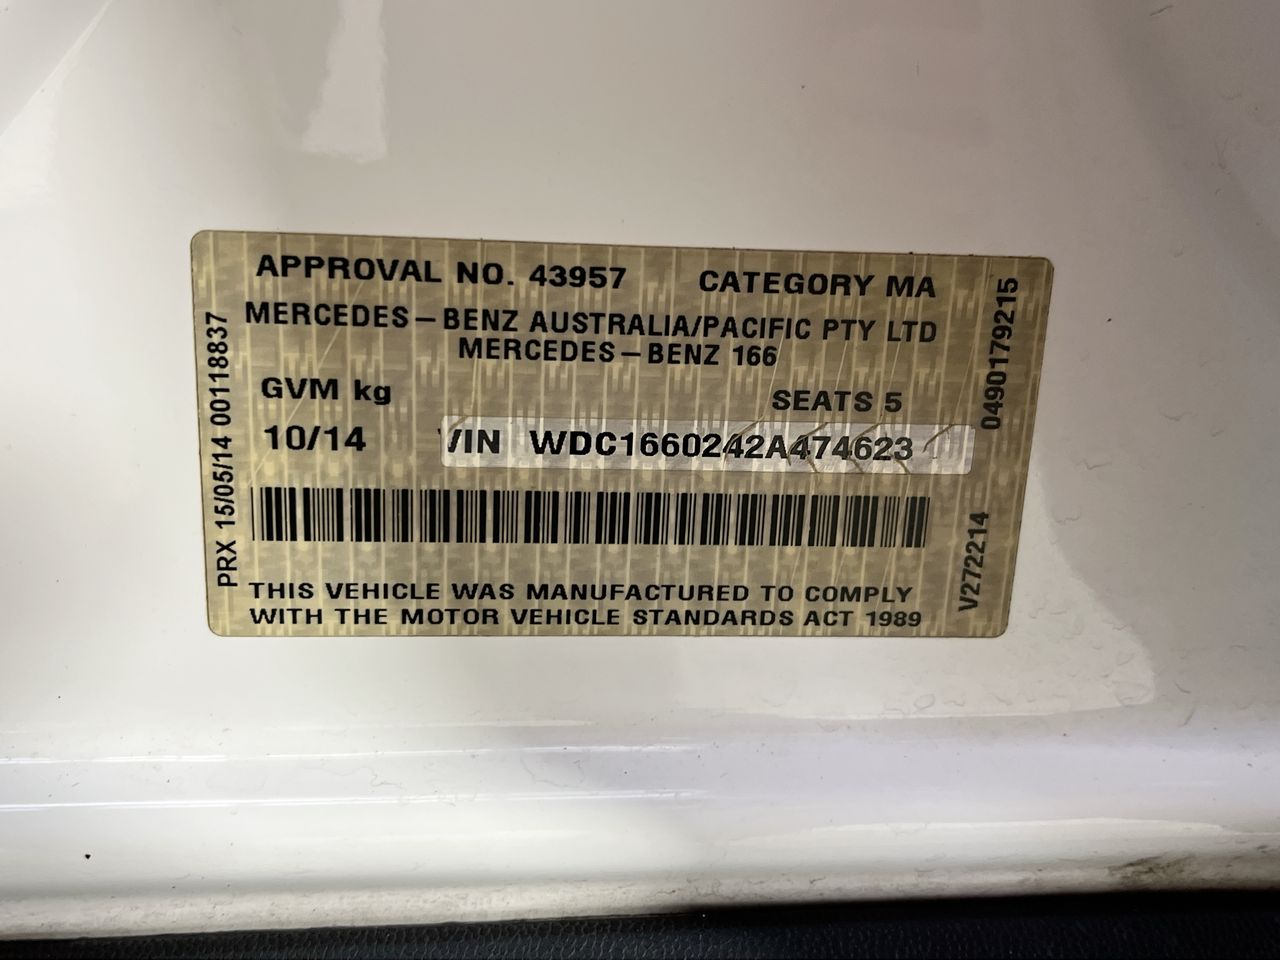 APPROVAL NO. 43957 CATEGORY MA
MERCEDES-BENZ AUSTRALIA/PACIFIC PTY LTD
MERCEDES-BENZ 166
GVM kg SEATS 5
10/14 VIN WDC1660242A474623
THIS VEHICLE WAS MANUFACTURED TO COMPLY
WITH THE MOTOR VEHICLE STANDARDS ACT 1989
PRX 15/05/14 00118837
0490179215
V272214